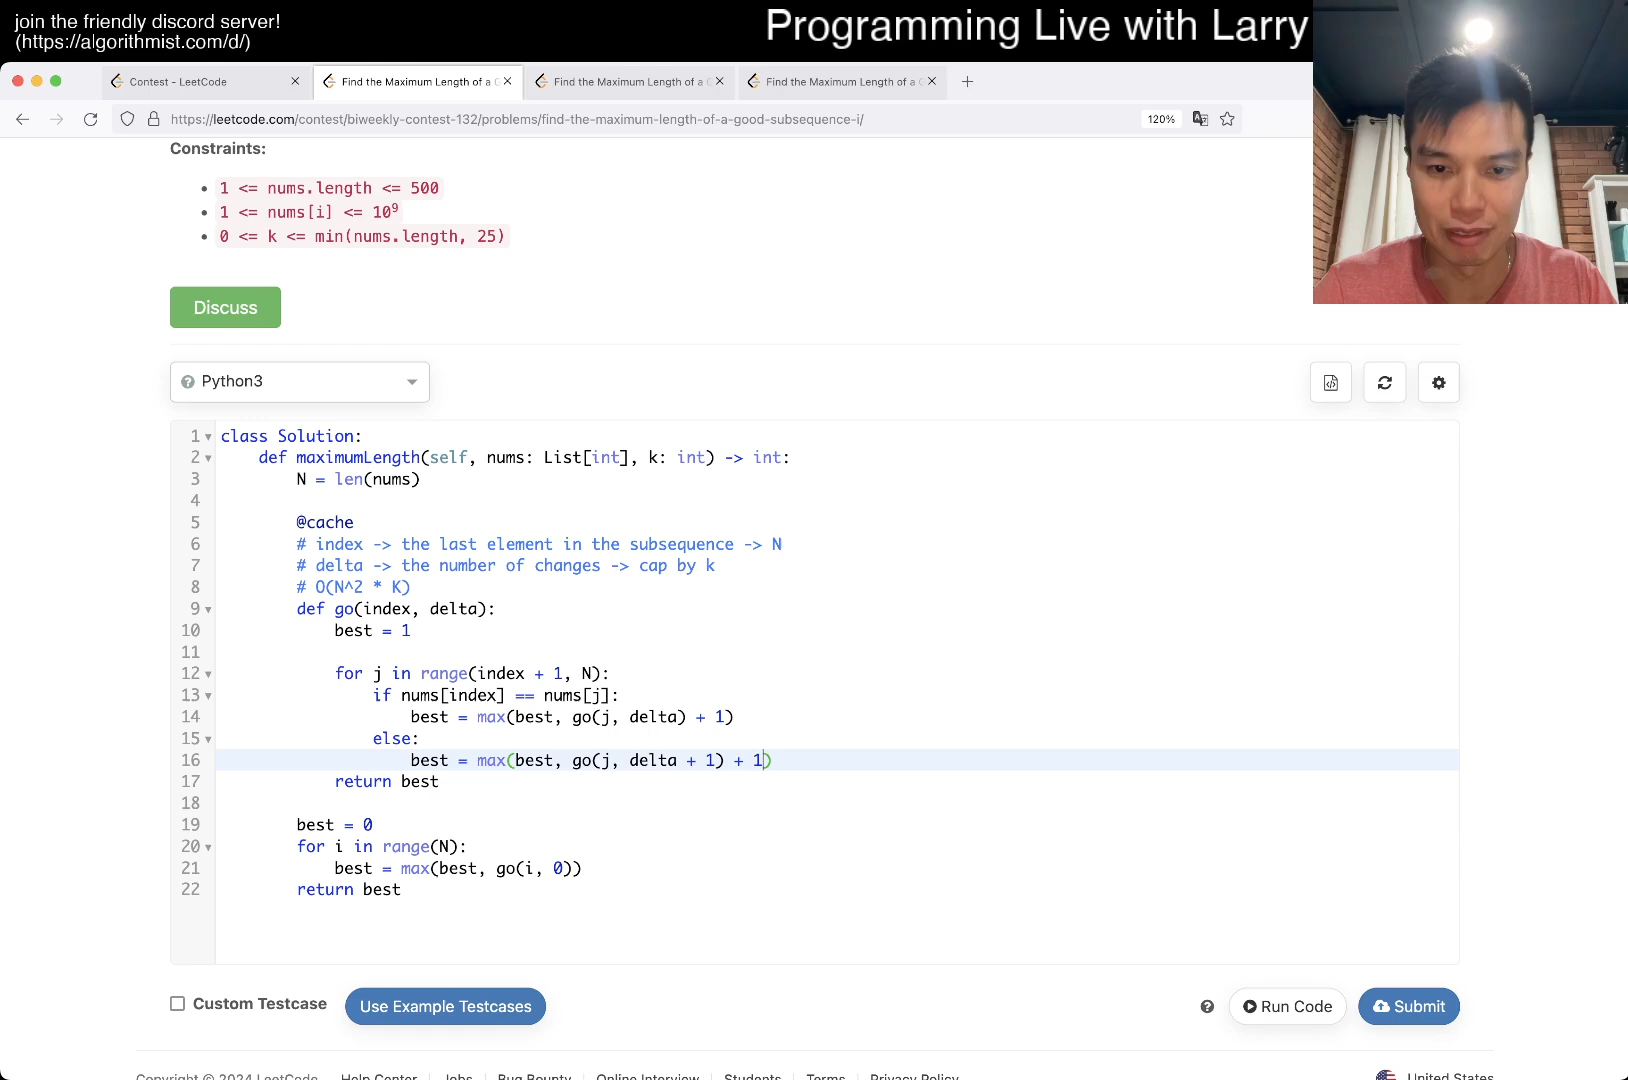 join the friendly discord server!
(https://algorithmist.com/d/)
Programming Live with Larry
Contest - LeetCode
Find the Maximum Length of a G
Find the Maximum Length of a G
Find the Maximum Length of a G
https://leetcode.com/contest/biweekly-contest-132/problems/find-the-maximum-length-of-a-good-subsequence-i/
120%
Constraints:
1 <= nums.length <= 500
1 <= nums[i] <= 10⁹
0 <= k <= min(nums.length, 25)
Discuss
Python3
1 class Solution:
2 def maximumLength(self, nums: List[int], k: int) -> int:
3 N = len(nums)
4
5 @cache
6 # index -> the last element in the subsequence -> N
7 # delta -> the number of changes -> cap by k
8 # O(N^2 * K)
9 def go(index, delta):
10 best = 1
11
12 for j in range(index + 1, N):
13 if nums[index] == nums[j]:
14 best = max(best, go(j, delta) + 1)
15 else:
16 best = max(best, go(j, delta + 1) + 1)
17 return best
18
19 best = 0
20 for i in range(N):
21 best = max(best, go(i, 0))
22 return best
Custom Testcase
Use Example Testcases
Run Code
Submit
Copyright © 2024 LeetCode
Help Center
Jobs
Bug Bounty
Online Interview
Students
Terms
Privacy Policy
United States